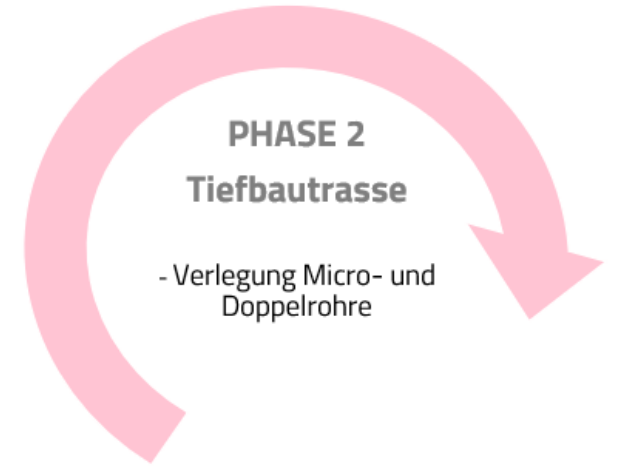 PHASE 2
Tiefbautrasse
- Verlegung Micro- und
Doppelrohre